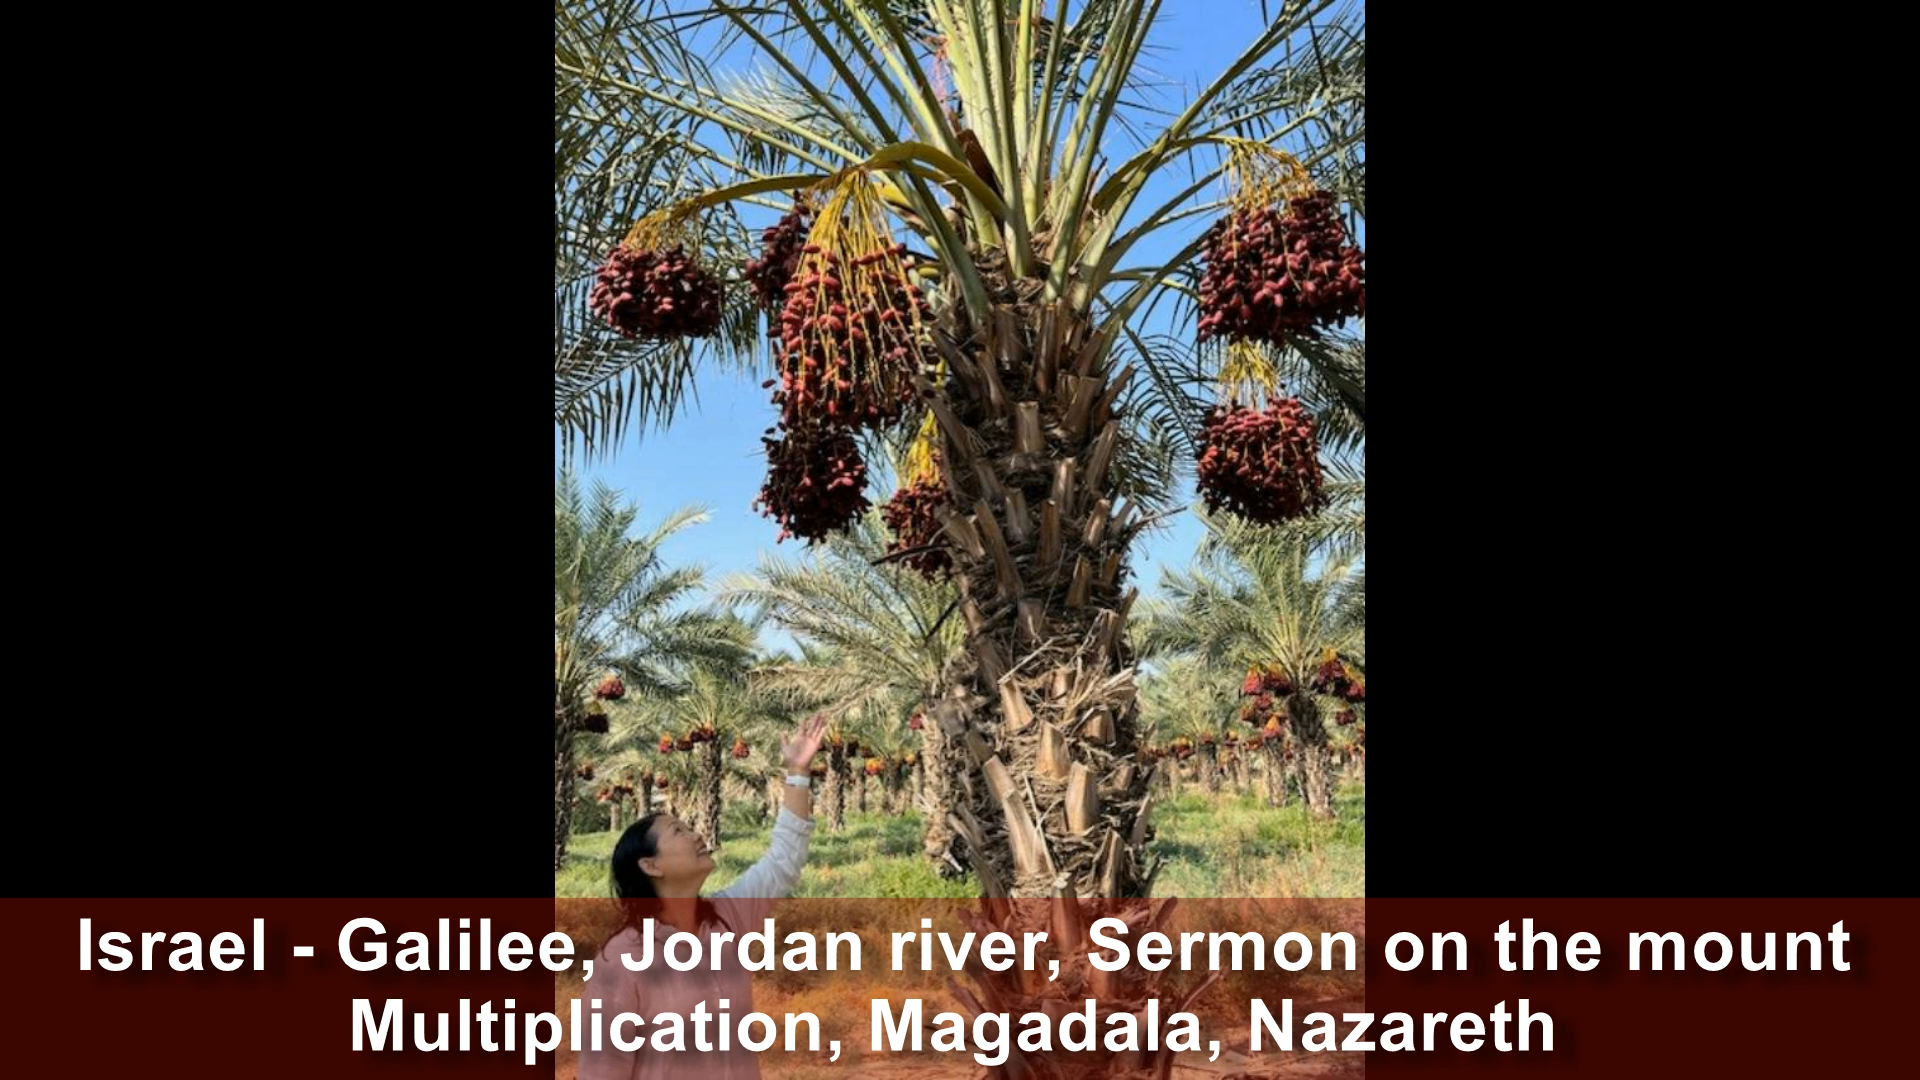 Israel - Galilee, Jordan river, Sermon on the mount
Multiplication, Magadala, Nazareth